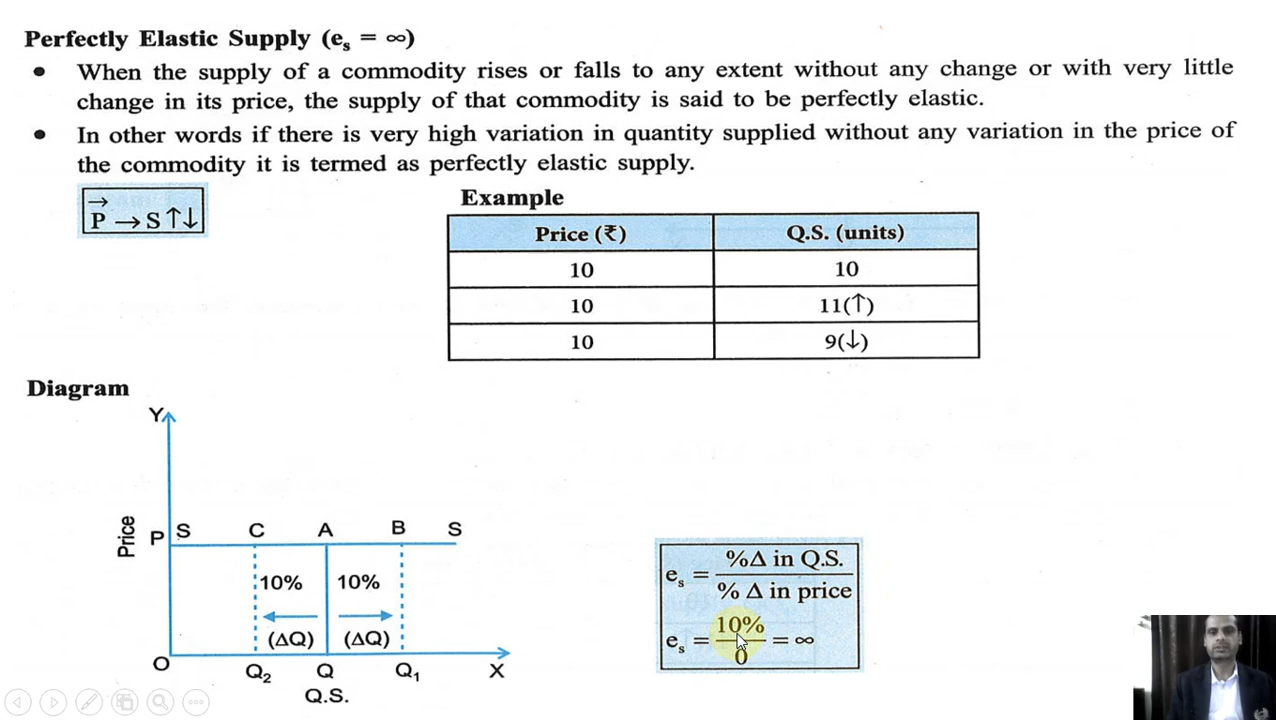 Perfectly Elastic Supply (eₛ = ∞)
• When the supply of a commodity rises or falls to any extent without any change or with very little
change in its price, the supply of that commodity is said to be perfectly elastic.
• In other words if there is very high variation in quantity supplied without any variation in the price of
the commodity it is termed as perfectly elastic supply.
→
P → S ↑↓
Example
Price (₹) Q.S. (units)
10 10
10 11(↑)
10 9(↓)
Diagram
Y
Price
P S C A B S
10% 10%
(ΔQ) (ΔQ)
O Q₂ Q Q₁ X
Q.S.
eₛ = %Δ in Q.S.
% Δ in price
eₛ = 10% = ∞
0